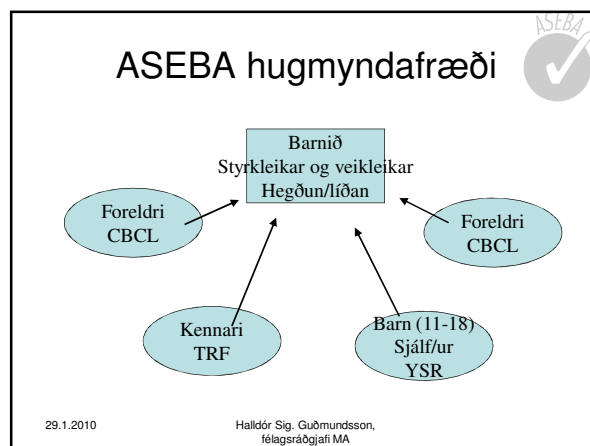 ASEBA
ASEBA hugmyndafræði
Barnið
Styrkleikar og veikleikar
Hegðun/líðan
Foreldri
CBCL
Foreldri
CBCL
Kennari
TRF
Barn (11-18)
Sjálf/ur
YSR
29.1.2010
Halldór Sig. Guðmundsson,
félagsráðgjafi MA